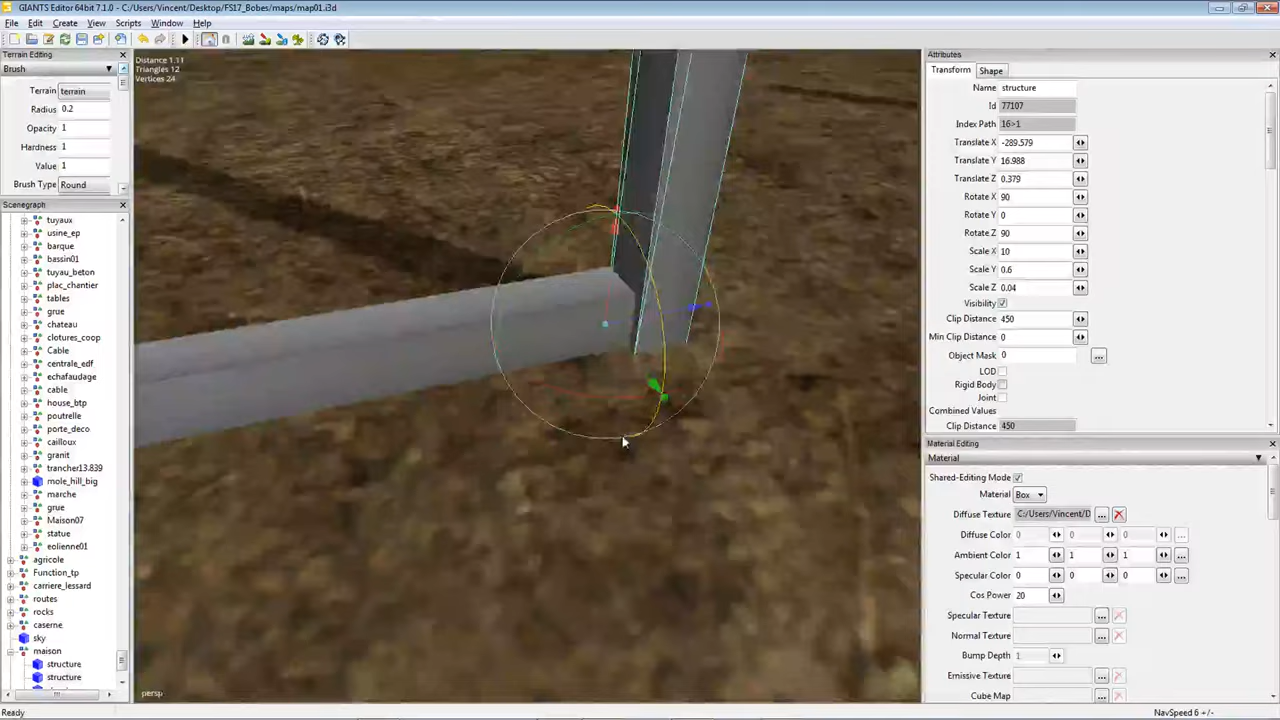 GIANTS Editor 64bit 7.1.0 - C:/Users/Vincent/Desktop/FS17_Bobes/maps/map01.i3d
File Edit Create View Scripts Window Help
Terrain Editing
Brush
Terrain terrain
Radius 0.2
Opacity 1
Hardness 1
Value 1
Brush Type Round
Scenegraph
tuyaux
usine_ep
barque
bassin01
tuyau_beton
plac_chantier
tables
grue
chateau
clotures_coop
Cable
centrale_edf
echafaudage
cable
house_btp
poutrelle
porte_deco
cailloux
granit
trancher13.839
mole_hill_big
marche
grue
Maison07
statue
eolienne01
agricole
Function_tp
carriere_lessard
routes
rocks
caserne
sky
maison
structure
structure
Distance 1.11
Triangles 12
Vertices 24
persp
Attributes
Transform Shape
Name structure
Id 77107
Index Path 16>1
Translate X -289.579
Translate Y 16.988
Translate Z 0.379
Rotate X 90
Rotate Y 0
Rotate Z 90
Scale X 10
Scale Y 0.6
Scale Z 0.04
Visibility
Clip Distance 450
Min Clip Distance 0
Object Mask 0 ...
LOD
Rigid Body
Joint
Combined Values
Clip Distance 450
Material Editing
Material
Shared-Editing Mode
Material Box
Diffuse Texture C:/Users/Vincent/D ...
Diffuse Color 0 0 0 ...
Ambient Color 1 1 1 ...
Specular Color 0 0 0 ...
Cos Power 20
Specular Texture ...
Normal Texture ...
Bump Depth 1
Emissive Texture ...
Cube Map ...
Ready
NavSpeed 6 +/-